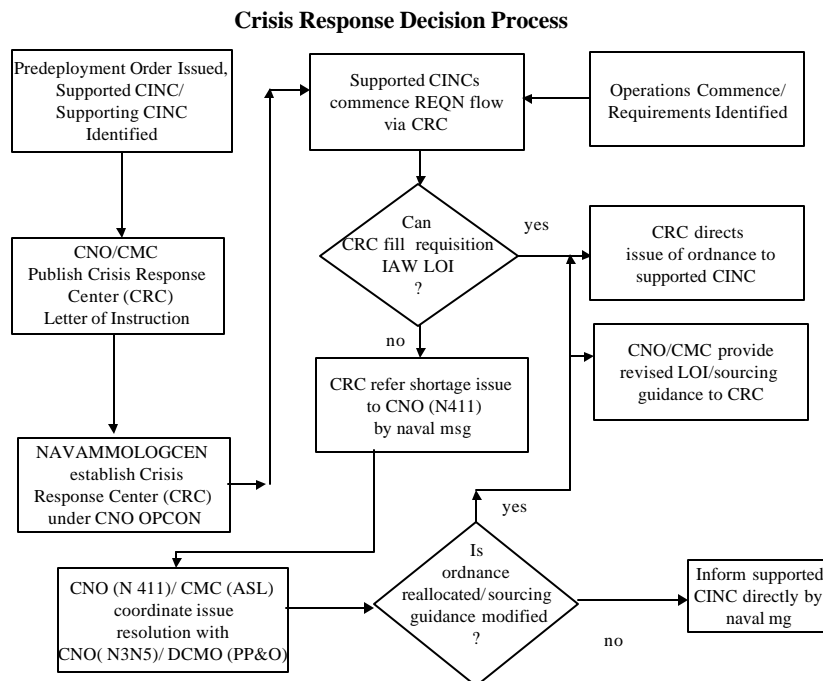 Crisis Response Decision Process
Predeployment Order Issued,
Supported CINC/
Supporting CINC
Identified
Supported CINCs
commence REQN flow
via CRC
Operations Commence/
Requirements Identified
CNO/CMC
Publish Crisis Response
Center (CRC)
Letter of Instruction
Can
CRC fill requisition
IAW LOI
?
yes
CRC directs
issue of ordnance to
supported CINC
no
CNO/CMC provide
revised LOI/sourcing
guidance to CRC
CRC refer shortage issue
to CNO (N411)
by naval msg
NAVAMMOLOGCEN
establish Crisis
Response Center (CRC)
under CNO OPCON
yes
CNO (N 411)/ CMC (ASL)
coordinate issue
resolution with
CNO( N3N5)/ DCMO (PP&O)
Is
ordnance
reallocated/sourcing
guidance modified
?
no
Inform supported
CINC directly by
naval mg